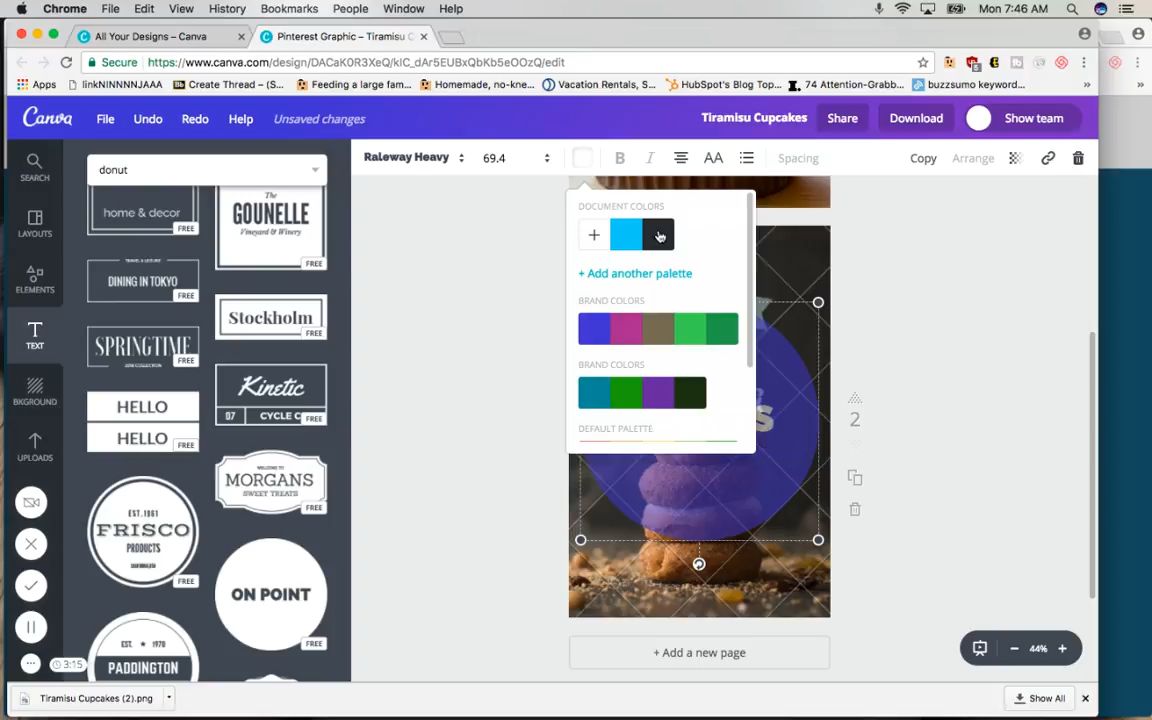 Chrome File Edit View History Bookmarks People Window Help Mon 7:46 AM
All Your Designs – Canva × Pinterest Graphic – Tiramisu C ×
Secure https://www.canva.com/design/DACaK0R3XeQ/klC_dAr5EUBxQbKb5eOOzQ/edit
Apps linkNNNNNJAAA Create Thread – (S... Feeding a large fam... Homemade, no-kne... Vacation Rentals, S... HubSpot's Blog Top... 74 Attention-Grabb... buzzsumo keyword... »
Canva File Undo Redo Help Unsaved changes Tiramisu Cupcakes Share Download Show team
Raleway Heavy 69.4 B I AA Spacing Copy Arrange
donut
SEARCH
LAYOUTS
ELEMENTS
TEXT
BKGROUND
UPLOADS
3:15
home & decor
FREE
The
GOUNELLE
Vineyard & Winery
FREE
DINING IN TOKYO
FREE
Stockholm
FREE
SPRINGTIME
FREE
Kinetic
07 CYCLE C
FREE
HELLO
HELLO
FREE
WELCOME TO
MORGANS
SWEET TREATS
FREE
EST. 1961
FRISCO
PRODUCTS
FREE
ON POINT
FREE
EST. ★ 1970
PADDINGTON
DOCUMENT COLORS
+
+ Add another palette
BRAND COLORS
BRAND COLORS
DEFAULT PALETTE
2
+ Add a new page
− 44% +
Tiramisu Cupcakes (2).png
Show All ×